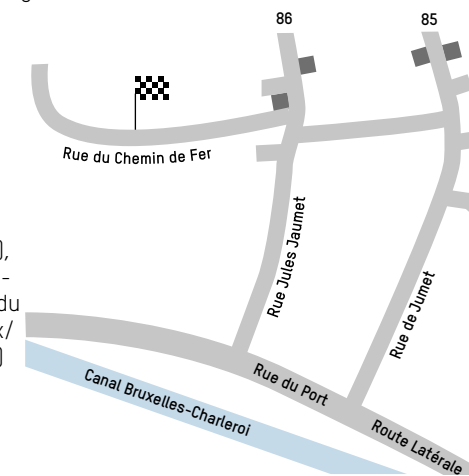 86
85
Rue du Chemin de Fer
Rue Jules Jaumet
),
-
du
x/
)
Rue de Jumet
Canal Bruxelles-Charleroi
Rue du Port
Route Latérale